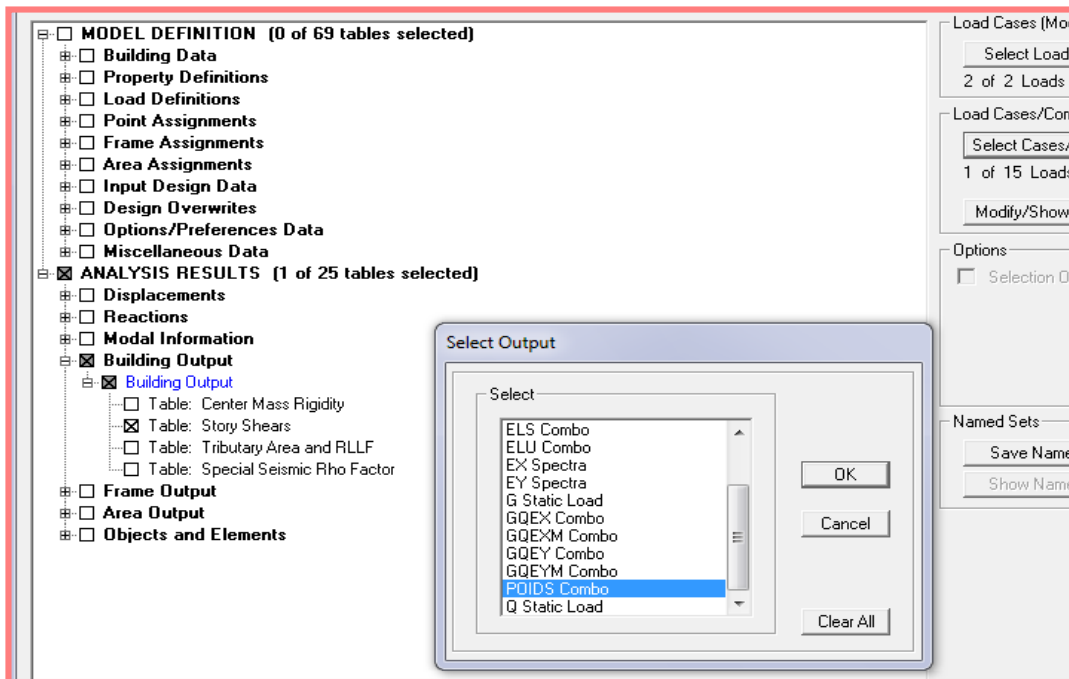 MODEL DEFINITION (0 of 69 tables selected)
Building Data
Property Definitions
Load Definitions
Point Assignments
Frame Assignments
Area Assignments
Input Design Data
Design Overwrites
Options/Preferences Data
Miscellaneous Data
ANALYSIS RESULTS (1 of 25 tables selected)
Displacements
Reactions
Modal Information
Building Output
Building Output
Table: Center Mass Rigidity
Table: Story Shears
Table: Tributary Area and RLLF
Table: Special Seismic Rho Factor
Frame Output
Area Output
Objects and Elements
Select Output
Select
ELS Combo
ELU Combo
EX Spectra
EY Spectra
G Static Load
GQEX Combo
GQEXM Combo
GQEY Combo
GQEYM Combo
POIDS Combo
Q Static Load
OK
Cancel
Clear All
Load Cases (Mo
Select Load
2 of 2 Loads
Load Cases/Con
Select Cases/
1 of 15 Loads
Modify/Show
Options
Selection O
Named Sets
Save Name
Show Name